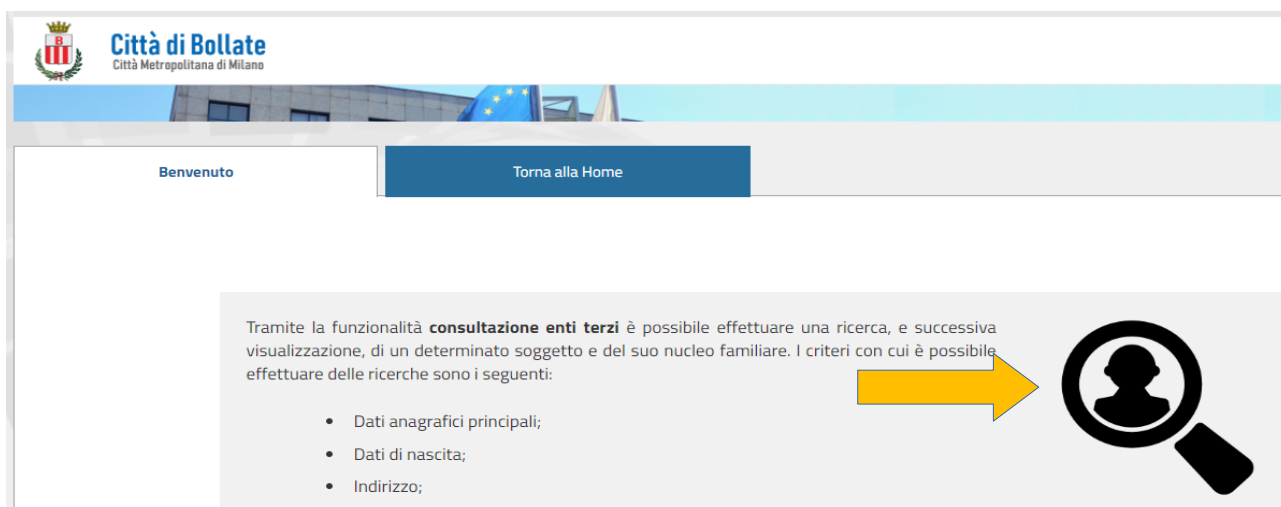 B
Città di Bollate
Città Metropolitana di Milano
Benvenuto
Torna alla Home
Tramite la funzionalità consultazione enti terzi è possibile effettuare una ricerca, e successiva
visualizzazione, di un determinato soggetto e del suo nucleo familiare. I criteri con cui è possibile
effettuare delle ricerche sono i seguenti:
• Dati anagrafici principali;
• Dati di nascita;
• Indirizzo;